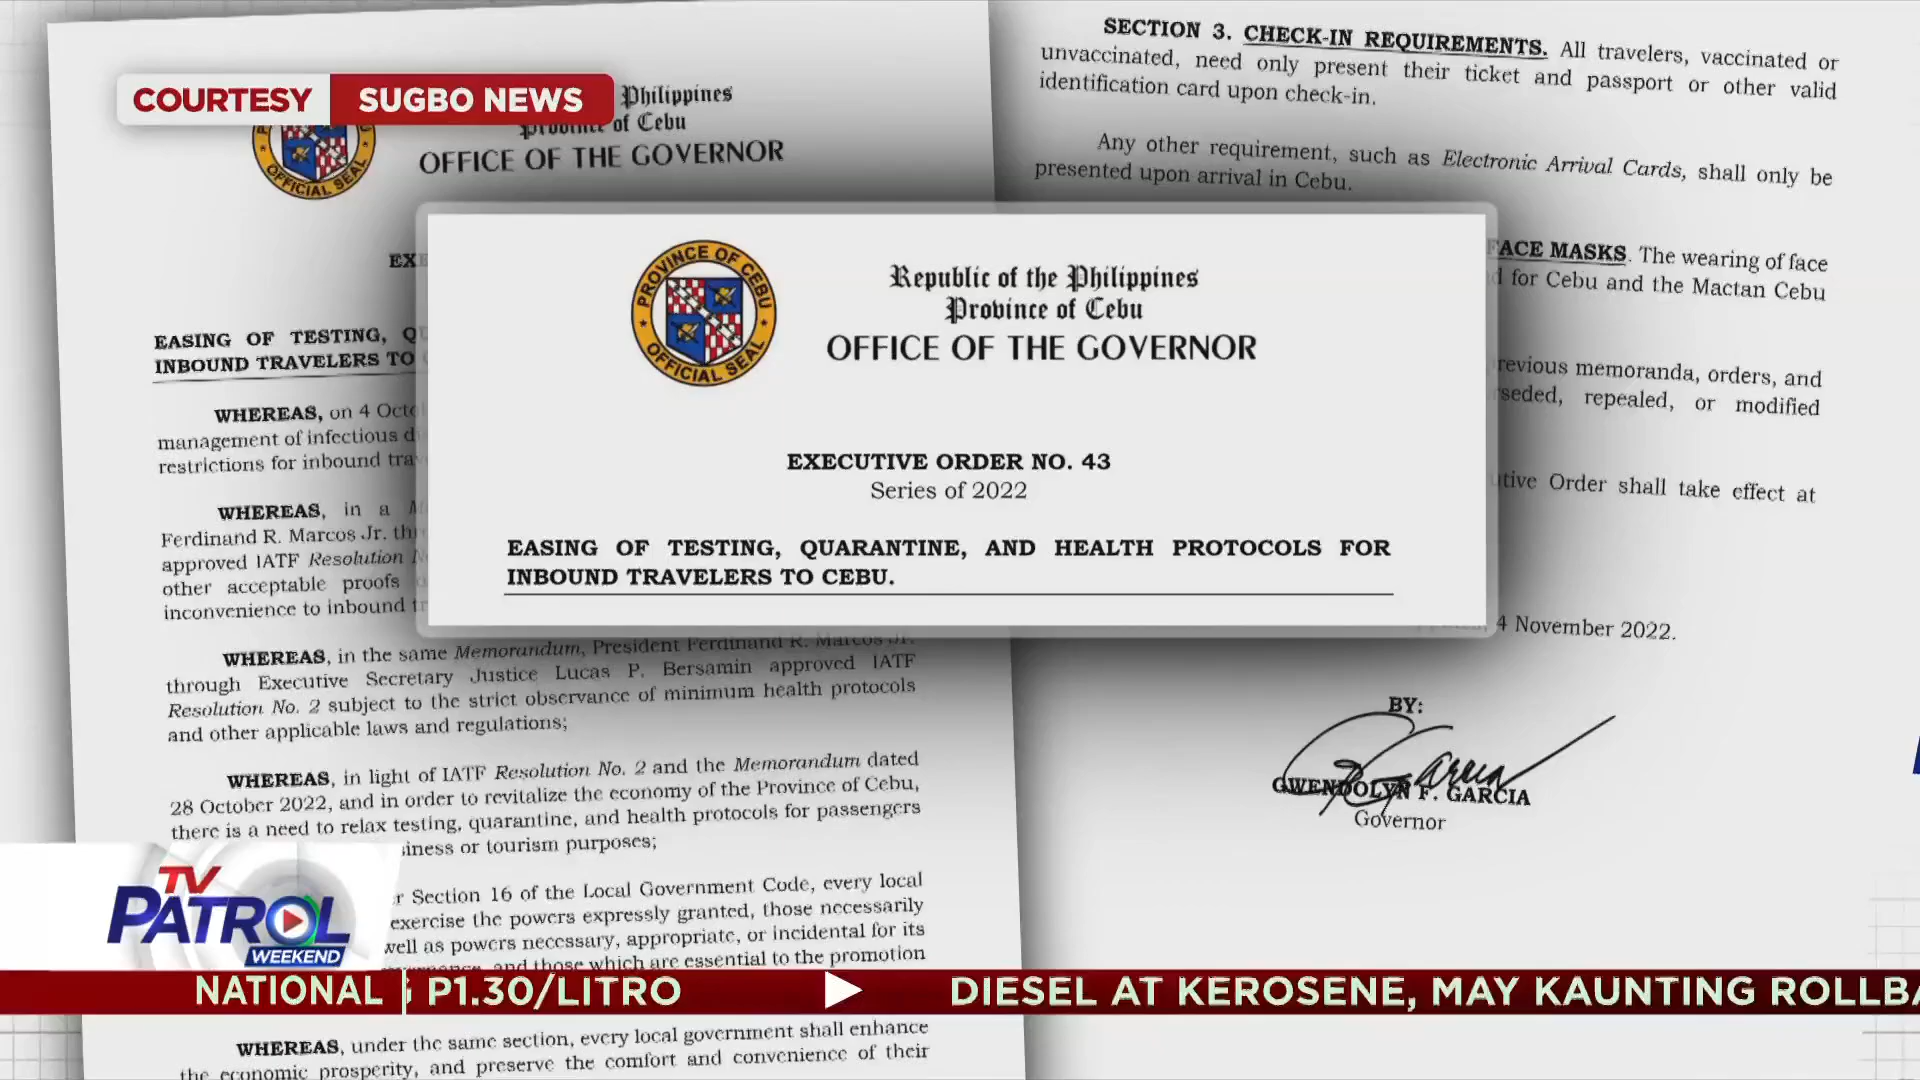 COURTESY SUGBO NEWS
Philippines
Province of Cebu
OFFICE OF THE GOVERNOR
OFFICIAL SEAL
EASING OF TESTING,
INBOUND TRAVELERS TO
WHEREAS, on 4
management of infectious
restrictions for inbound
WHEREAS, in a
Ferdinand R. Marcos Jr.
approved IATF Resolution
other acceptable proofs
inconvenience to inbound
WHEREAS, in the same Memorandum, President Ferdinand R. Marcos Jr.
through Executive Secretary Justice Lucas P. Bersamin approved IATF
Resolution No. 2 subject to the strict observance of minimum health protocols
and other applicable laws and regulations;
WHEREAS, in light of IATF Resolution No. 2 and the Memorandum dated
28 October 2022, and in order to revitalize the economy of the Province of Cebu,
there is a need to relax testing, quarantine, and health protocols for passengers
or tourism purposes;
Section 16 of the Local Government Code, every local
exercise the powers expressly granted, those necessarily
well as powers necessary, appropriate, or incidental for its
and those which are essential to the promotion
WHEREAS, under the same section, every local government shall enhance
the economic prosperity, and preserve the comfort and convenience of their
SECTION 3. CHECK-IN REQUIREMENTS. All travelers, vaccinated or
unvaccinated, need only present their ticket and passport or other valid
identification card upon check-in.
Any other requirement, such as Electronic Arrival Cards, shall only be
presented upon arrival in Cebu.
FACE MASKS. The wearing of face
for Cebu and the Mactan Cebu
previous memoranda, orders, and
repealed, or modified
Order shall take effect at
4 November 2022.
BY:
GWENDOLYN F. GARCIA
Governor
PROVINCE OF CEBU
OFFICIAL SEAL
Republic of the Philippines
Province of Cebu
OFFICE OF THE GOVERNOR
EXECUTIVE ORDER NO. 43
Series of 2022
EASING OF TESTING, QUARANTINE, AND HEALTH PROTOCOLS FOR
INBOUND TRAVELERS TO CEBU.
TV
PATROL
WEEKEND
NATIONAL P1.30/LITRO DIESEL AT KEROSENE, MAY KAUNTING ROLLBA